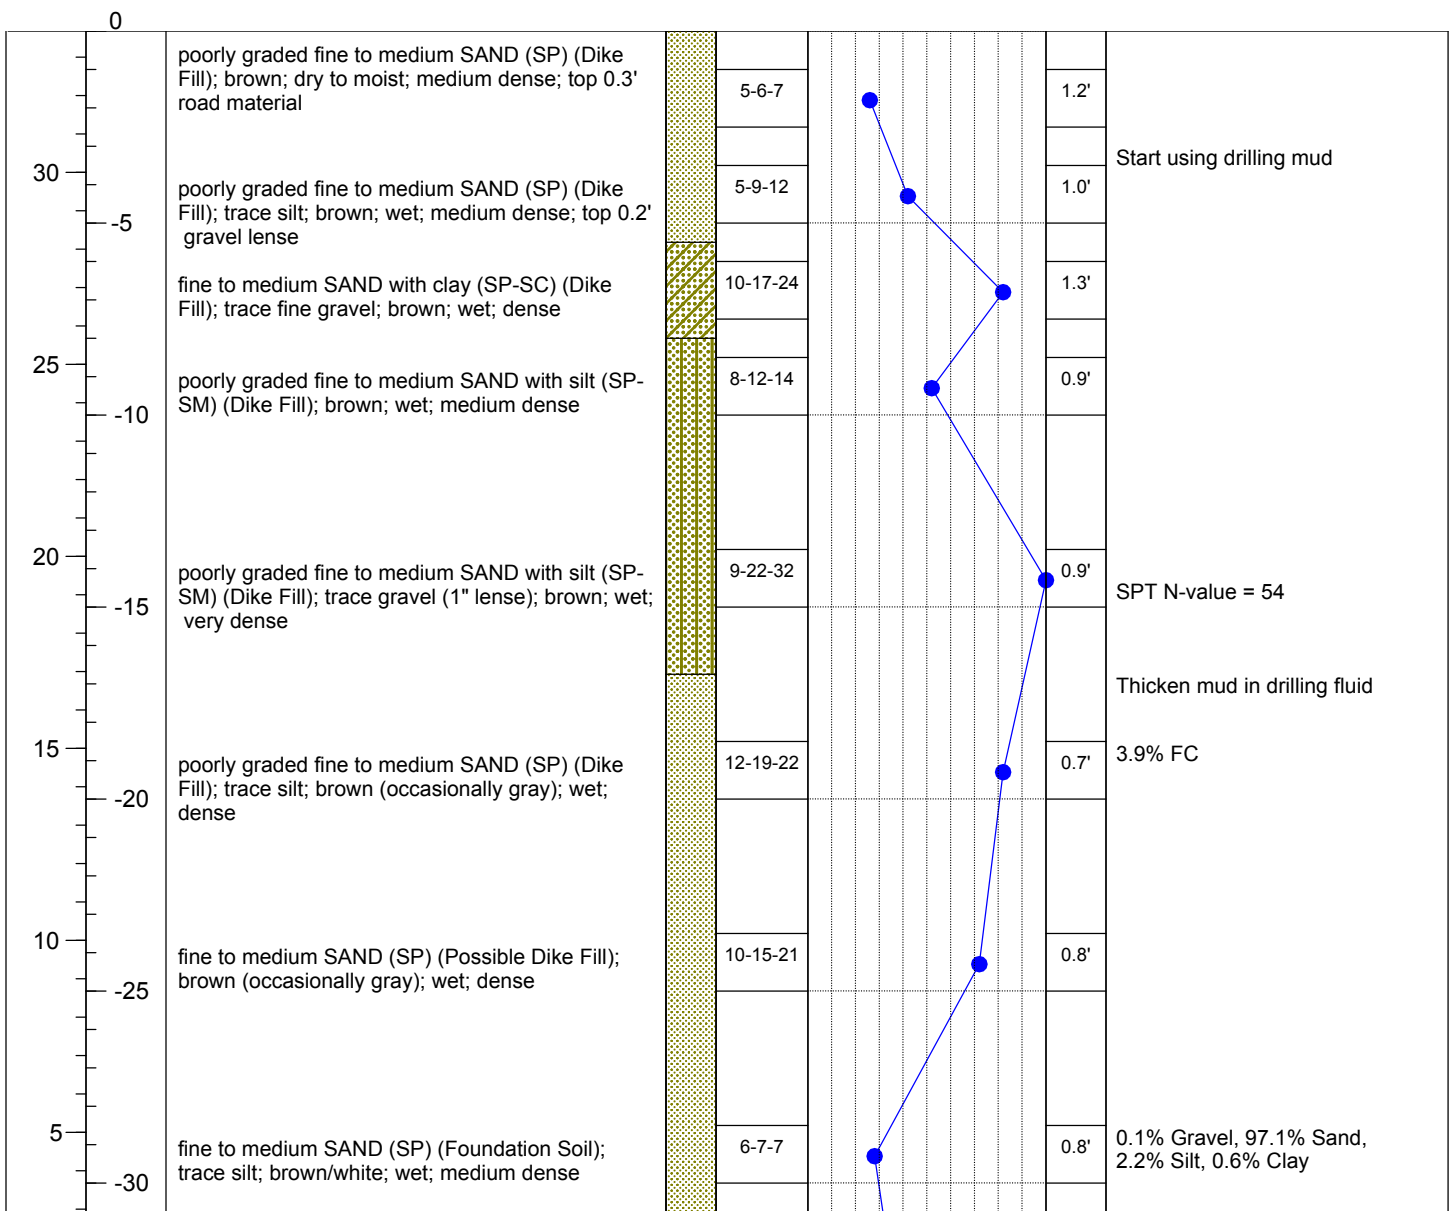 0
poorly graded fine to medium SAND (SP) (Dike
Fill); brown; dry to moist; medium dense; top 0.3'
road material
5-6-7
1.2'
Start using drilling mud
30
poorly graded fine to medium SAND (SP) (Dike
Fill); trace silt; brown; wet; medium dense; top 0.2'
gravel lense
5-9-12
1.0'
-5
fine to medium SAND with clay (SP-SC) (Dike
Fill); trace fine gravel; brown; wet; dense
10-17-24
1.3'
25
poorly graded fine to medium SAND with silt (SP-
SM) (Dike Fill); brown; wet; medium dense
8-12-14
0.9'
-10
20
poorly graded fine to medium SAND with silt (SP-
SM) (Dike Fill); trace gravel (1" lense); brown; wet;
very dense
9-22-32
0.9'
SPT N-value = 54
-15
Thicken mud in drilling fluid
15
poorly graded fine to medium SAND (SP) (Dike
Fill); trace silt; brown (occasionally gray); wet;
dense
12-19-22
0.7'
3.9% FC
-20
10
fine to medium SAND (SP) (Possible Dike Fill);
brown (occasionally gray); wet; dense
10-15-21
0.8'
-25
5
fine to medium SAND (SP) (Foundation Soil);
trace silt; brown/white; wet; medium dense
6-7-7
0.8'
0.1% Gravel, 97.1% Sand,
2.2% Silt, 0.6% Clay
-30